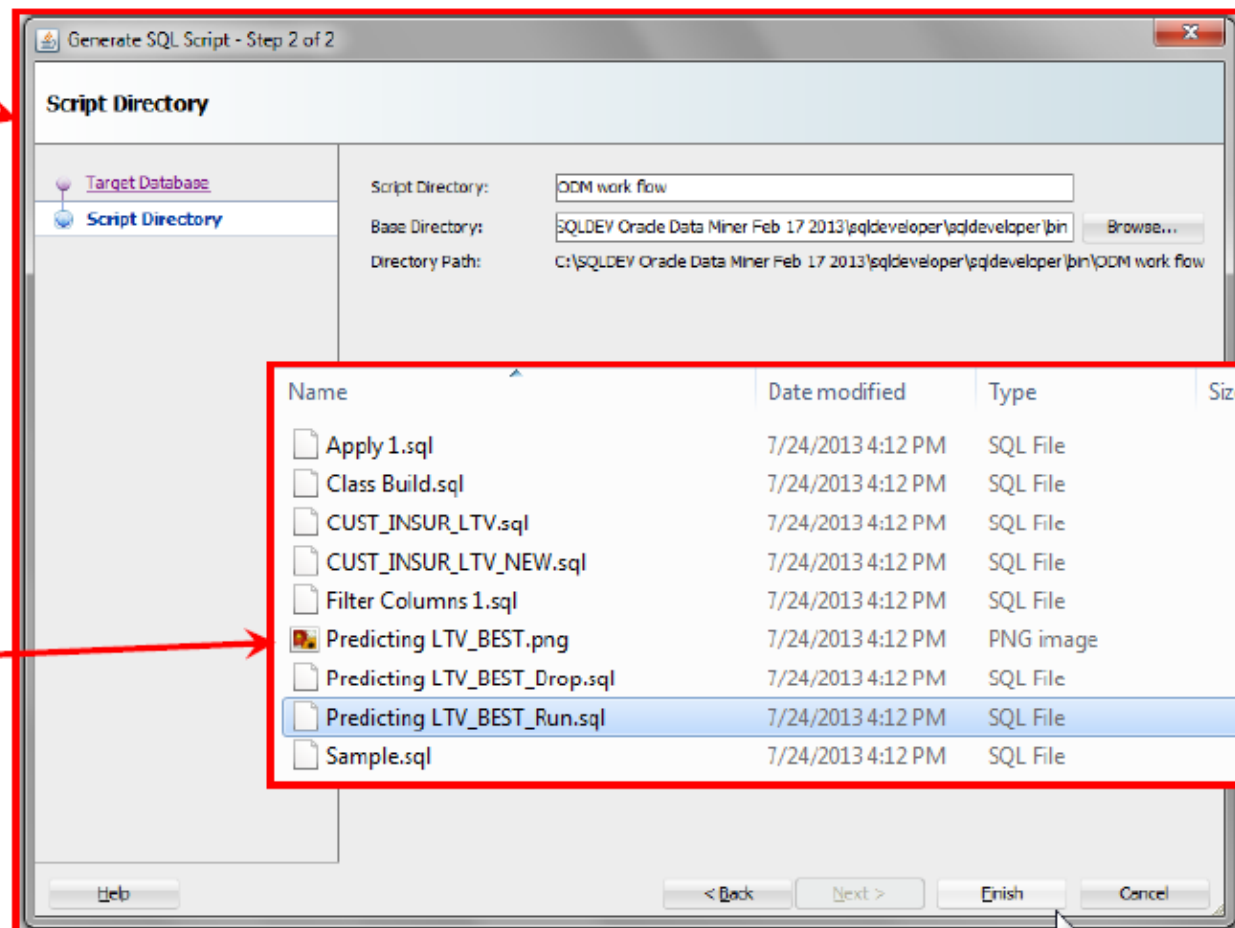 Generate SQL Script - Step 2 of 2
Script Directory
Target Database
Script Directory
Script Directory: ODM work flow
Base Directory: SQLDEV Oracle Data Miner Feb 17 2013\sqldeveloper\sqldeveloper\bin Browse...
Directory Path: C:\SQLDEV Oracle Data Miner Feb 17 2013\sqldeveloper\sqldeveloper\bin\ODM work flow
Name Date modified Type Siz
Apply 1.sql 7/24/2013 4:12 PM SQL File
Class Build.sql 7/24/2013 4:12 PM SQL File
CUST_INSUR_LTV.sql 7/24/2013 4:12 PM SQL File
CUST_INSUR_LTV_NEW.sql 7/24/2013 4:12 PM SQL File
Filter Columns 1.sql 7/24/2013 4:12 PM SQL File
Predicting LTV_BEST.png 7/24/2013 4:12 PM PNG image
Predicting LTV_BEST_Drop.sql 7/24/2013 4:12 PM SQL File
Predicting LTV_BEST_Run.sql 7/24/2013 4:12 PM SQL File
Sample.sql 7/24/2013 4:12 PM SQL File
Help < Back Next > Finish Cancel